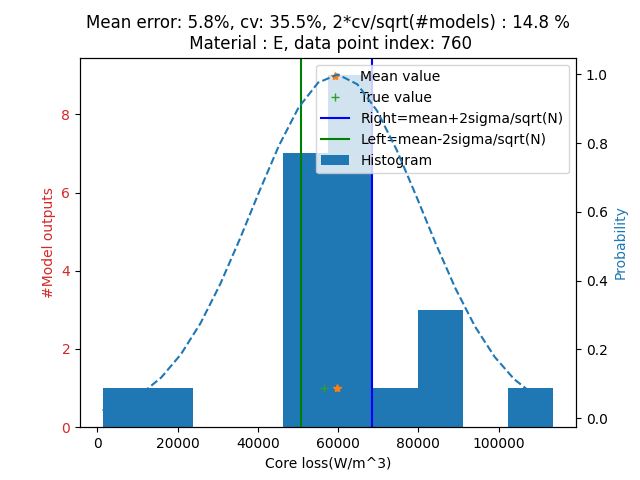 Mean error: 5.8%, cv: 35.5%, 2*cv/sqrt(#models) : 14.8 %
Material : E, data point index: 760
Mean value
True value
Right=mean+2sigma/sqrt(N)
Left=mean-2sigma/sqrt(N)
Histogram
#Model outputs
8
6
4
2
0
Probability
1.0
0.8
0.6
0.4
0.2
0.0
0 20000 40000 60000 80000 100000
Core loss(W/m^3)